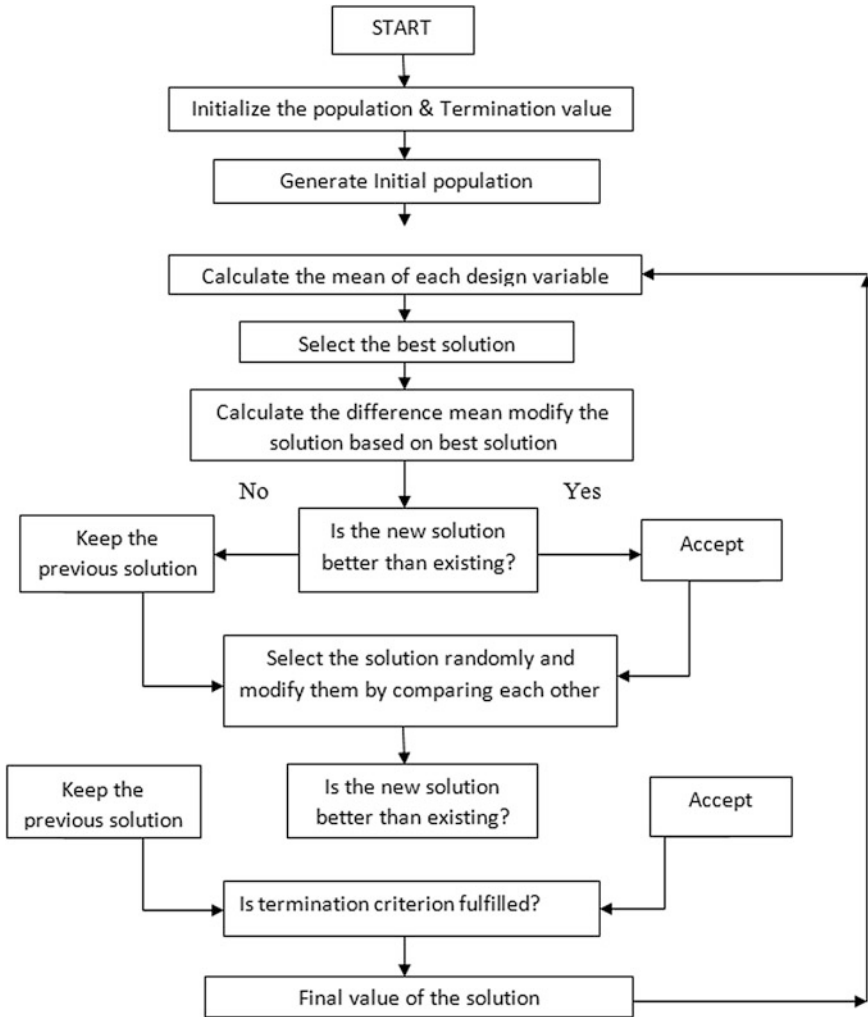 START
Initialize the population & Termination value
Generate Initial population
Calculate the mean of each design variable
Select the best solution
Calculate the difference mean modify the
solution based on best solution
No
Yes
Keep the
previous solution
Is the new solution
better than existing?
Accept
Select the solution randomly and
modify them by comparing each other
Keep the
previous solution
Is the new solution
better than existing?
Accept
Is termination criterion fulfilled?
Final value of the solution